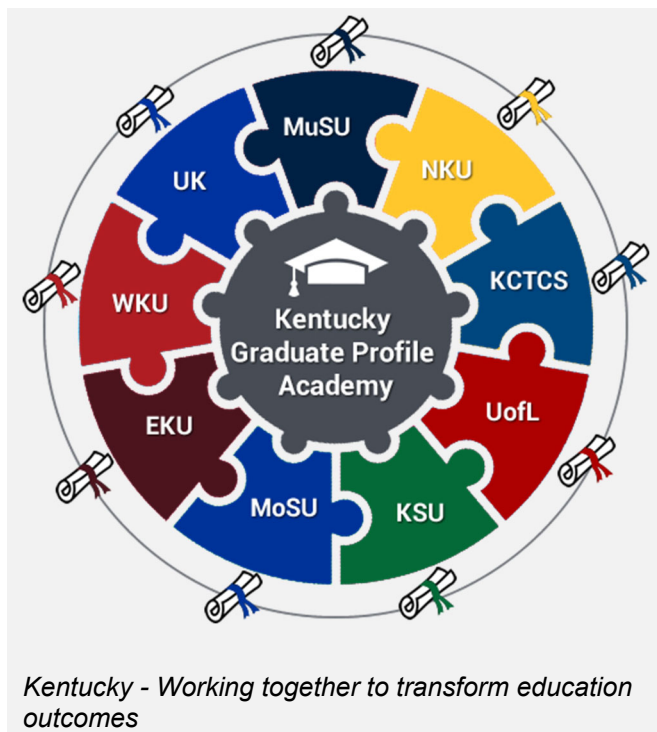 MuSU
NKU
KCTCS
UofL
KSU
MoSU
EKU
WKU
UK
Kentucky
Graduate Profile
Academy
Kentucky - Working together to transform education
outcomes